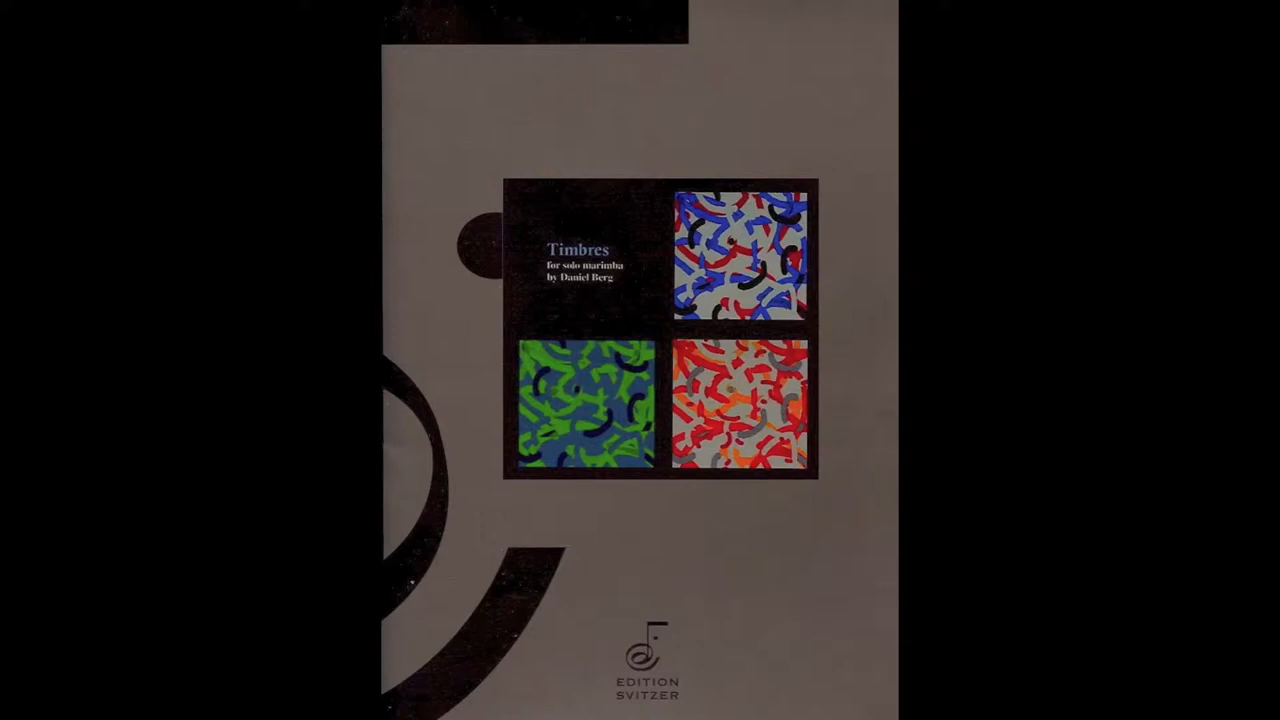 Timbres
for solo marimba
by Daniel Berg
EDITION
SVITZER